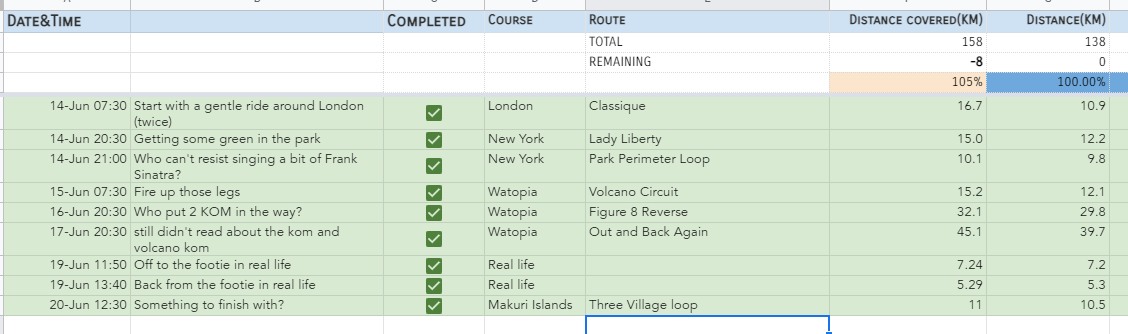 DATE&TIME COMPLETED COURSE ROUTE DISTANCE COVERED(KM) DISTANCE(KM)
TOTAL 158 138
REMAINING -8 0
105% 100.00%
14-Jun 07:30 Start with a gentle ride around London London Classique 16.7 10.9
(twice)
14-Jun 20:30 Getting some green in the park New York Lady Liberty 15.0 12.2
14-Jun 21:00 Who can't resist singing a bit of Frank New York Park Perimeter Loop 10.1 9.8
Sinatra?
15-Jun 07:30 Fire up those legs Watopia Volcano Circuit 15.2 12.1
16-Jun 20:30 Who put 2 KOM in the way? Watopia Figure 8 Reverse 32.1 29.8
17-Jun 20:30 still didn't read about the kom and Watopia Out and Back Again 45.1 39.7
volcano kom
19-Jun 11:50 Off to the footie in real life Real life 7.24 7.2
19-Jun 13:40 Back from the footie in real life Real life 5.29 5.3
20-Jun 12:30 Something to finish with? Makuri Islands Three Village loop 11 10.5